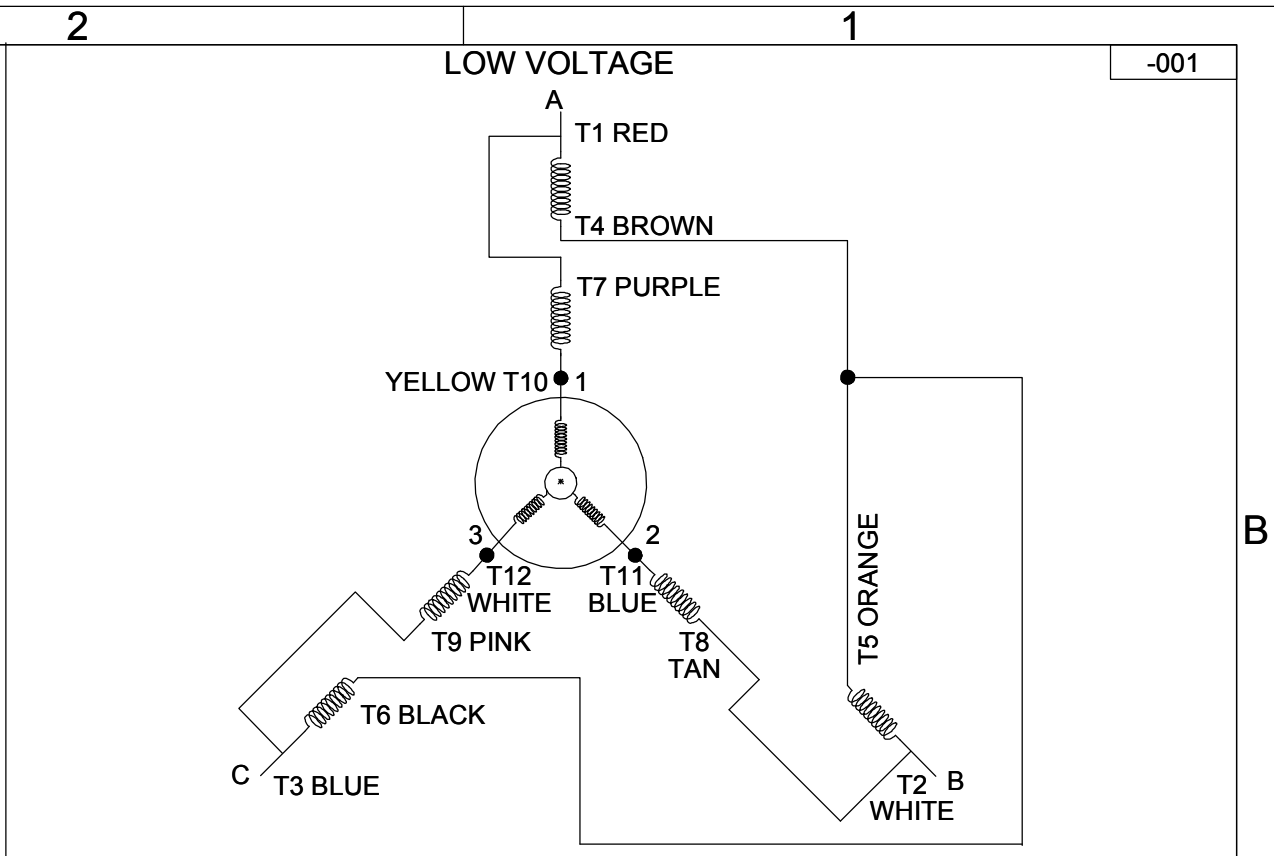 2
1
LOW VOLTAGE
-001
A
T1 RED
T4 BROWN
T7 PURPLE
YELLOW T10
1
B
3
2
T12
WHITE
T11
BLUE
T5 ORANGE
T9 PINK
T8
TAN
T6 BLACK
C
T3 BLUE
T2
WHITE
B